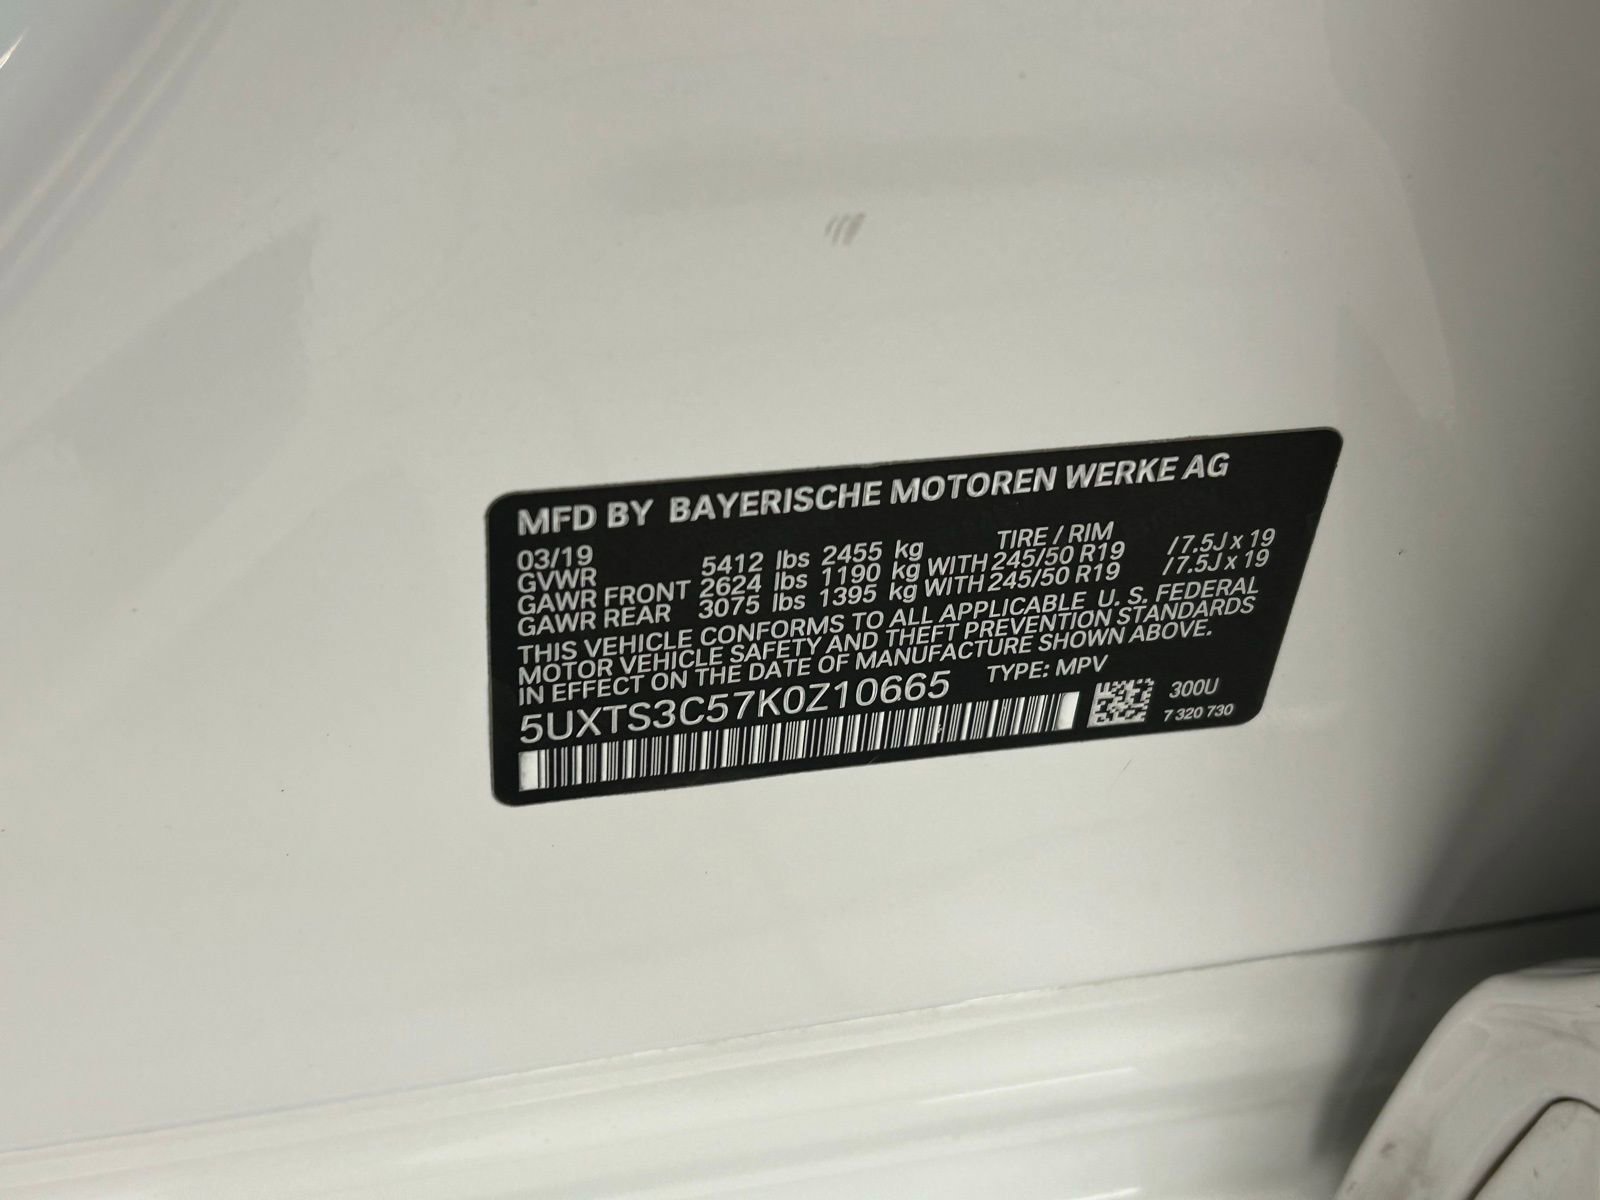 MFD BY BAYERISCHE MOTOREN WERKE AG
03/19 TIRE / RIM
GVWR 5412 lbs 2455 kg
GAWR FRONT 2624 lbs 1190 kg WITH 245/50 R19 / 7.5J x 19
GAWR REAR 3075 lbs 1395 kg WITH 245/50 R19 / 7.5J x 19
THIS VEHICLE CONFORMS TO ALL APPLICABLE U. S. FEDERAL
MOTOR VEHICLE SAFETY AND THEFT PREVENTION STANDARDS
IN EFFECT ON THE DATE OF MANUFACTURE SHOWN ABOVE.
5UXTS3C57K0Z10665 TYPE: MPV
300U
7 320 730